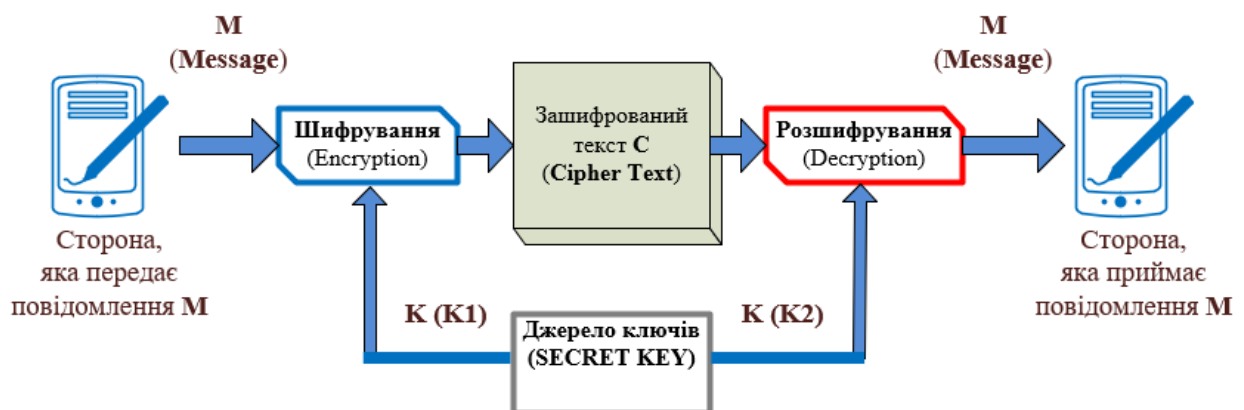 M
(Message)
M
(Message)
Шифрування
(Encryption)
Зашифрований
текст C
(Cipher Text)
Розшифрування
(Decryption)
Сторона,
яка передає
повідомлення M
Сторона,
яка приймає
повідомлення M
K (K1)
K (K2)
Джерело ключів
(SECRET KEY)